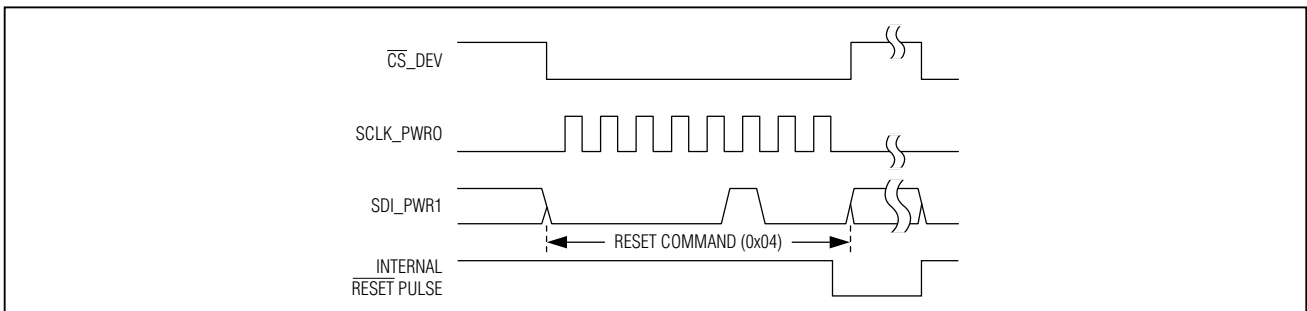 CS_DEV
SCLK_PWR0
SDI_PWR1
RESET COMMAND (0x04)
INTERNAL
RESET PULSE